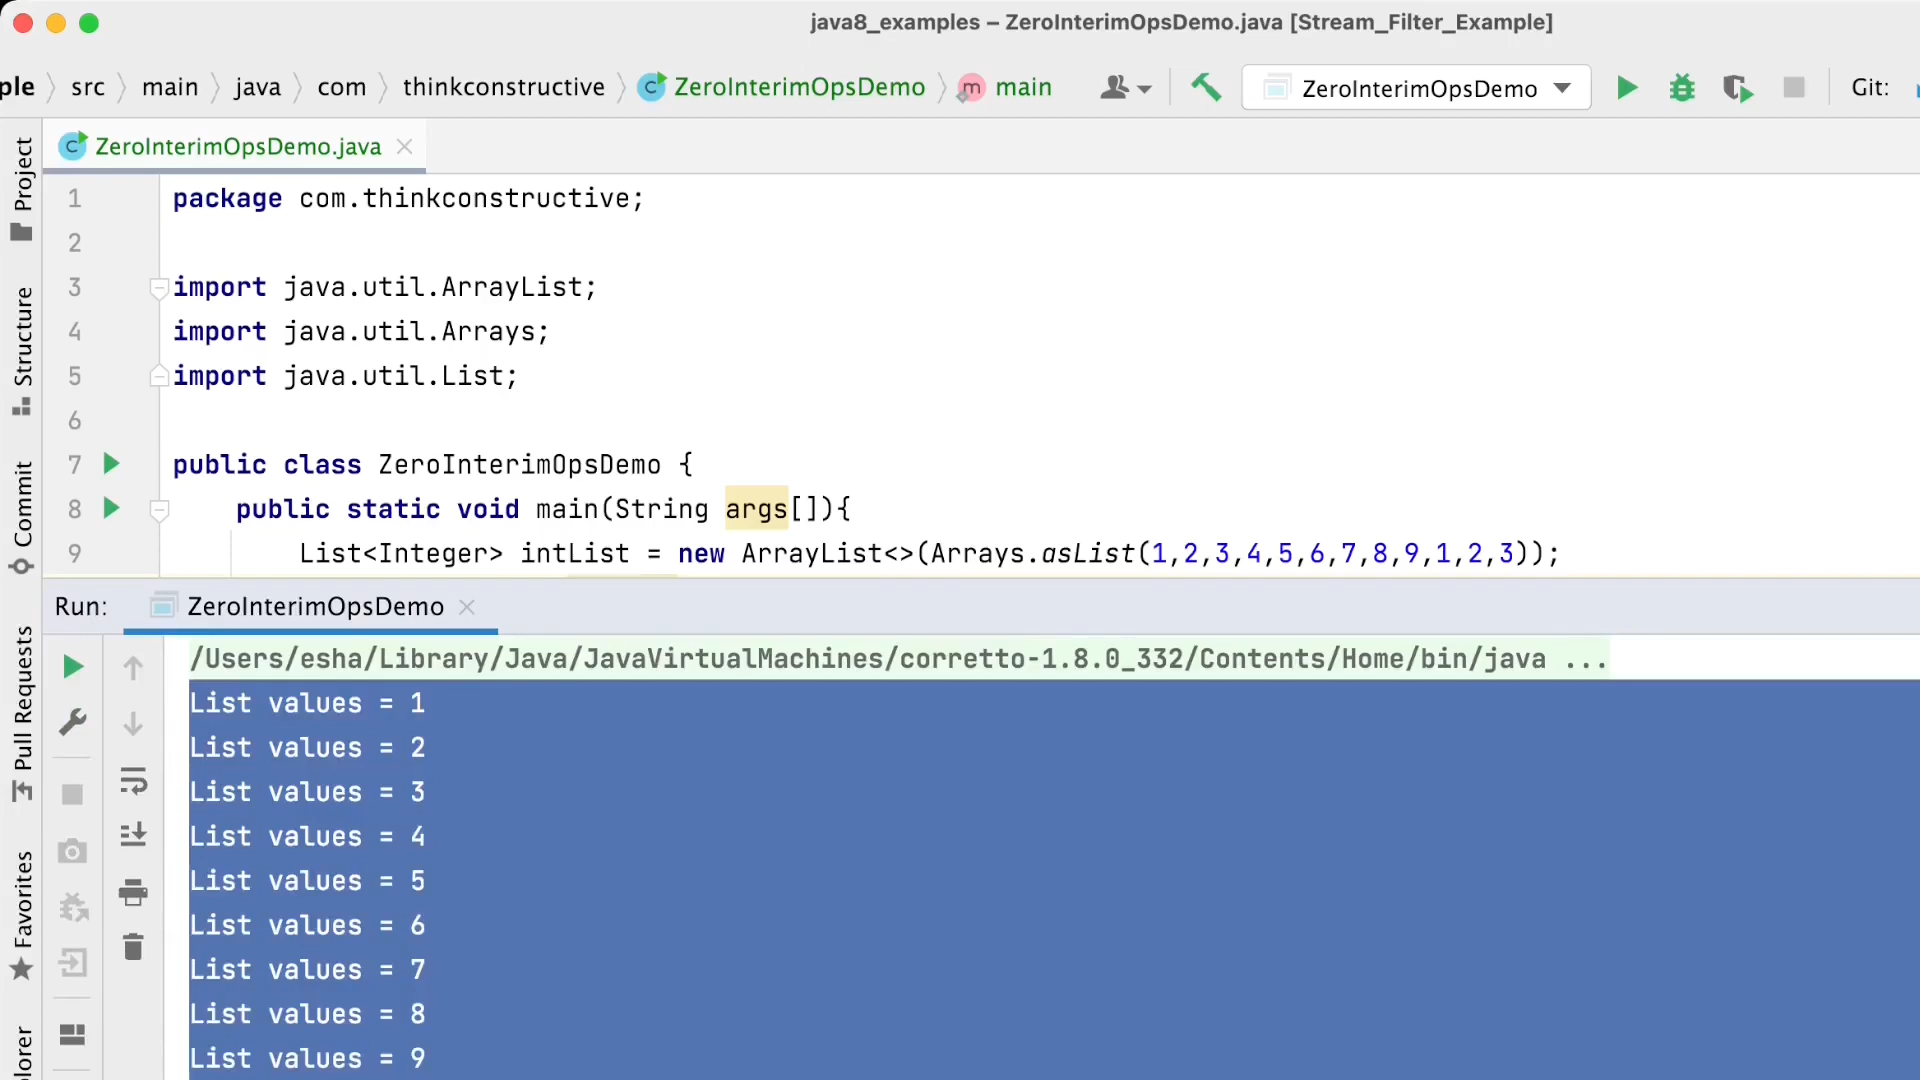 java8_examples – ZeroInterimOpsDemo.java [Stream_Filter_Example]
ple src main java com thinkconstructive ZeroInterimOpsDemo main ZeroInterimOpsDemo Git:
ZeroInterimOpsDemo.java
Project
Structure
Commit
Pull Requests
Favorites
plorer
1 package com.thinkconstructive;
2
3 import java.util.ArrayList;
4 import java.util.Arrays;
5 import java.util.List;
6
7 public class ZeroInterimOpsDemo {
8 public static void main(String args[]){
9 List<Integer> intList = new ArrayList<>(Arrays.asList(1,2,3,4,5,6,7,8,9,1,2,3));
Run: ZeroInterimOpsDemo
/Users/esha/Library/Java/JavaVirtualMachines/corretto-1.8.0_332/Contents/Home/bin/java ...
List values = 1
List values = 2
List values = 3
List values = 4
List values = 5
List values = 6
List values = 7
List values = 8
List values = 9